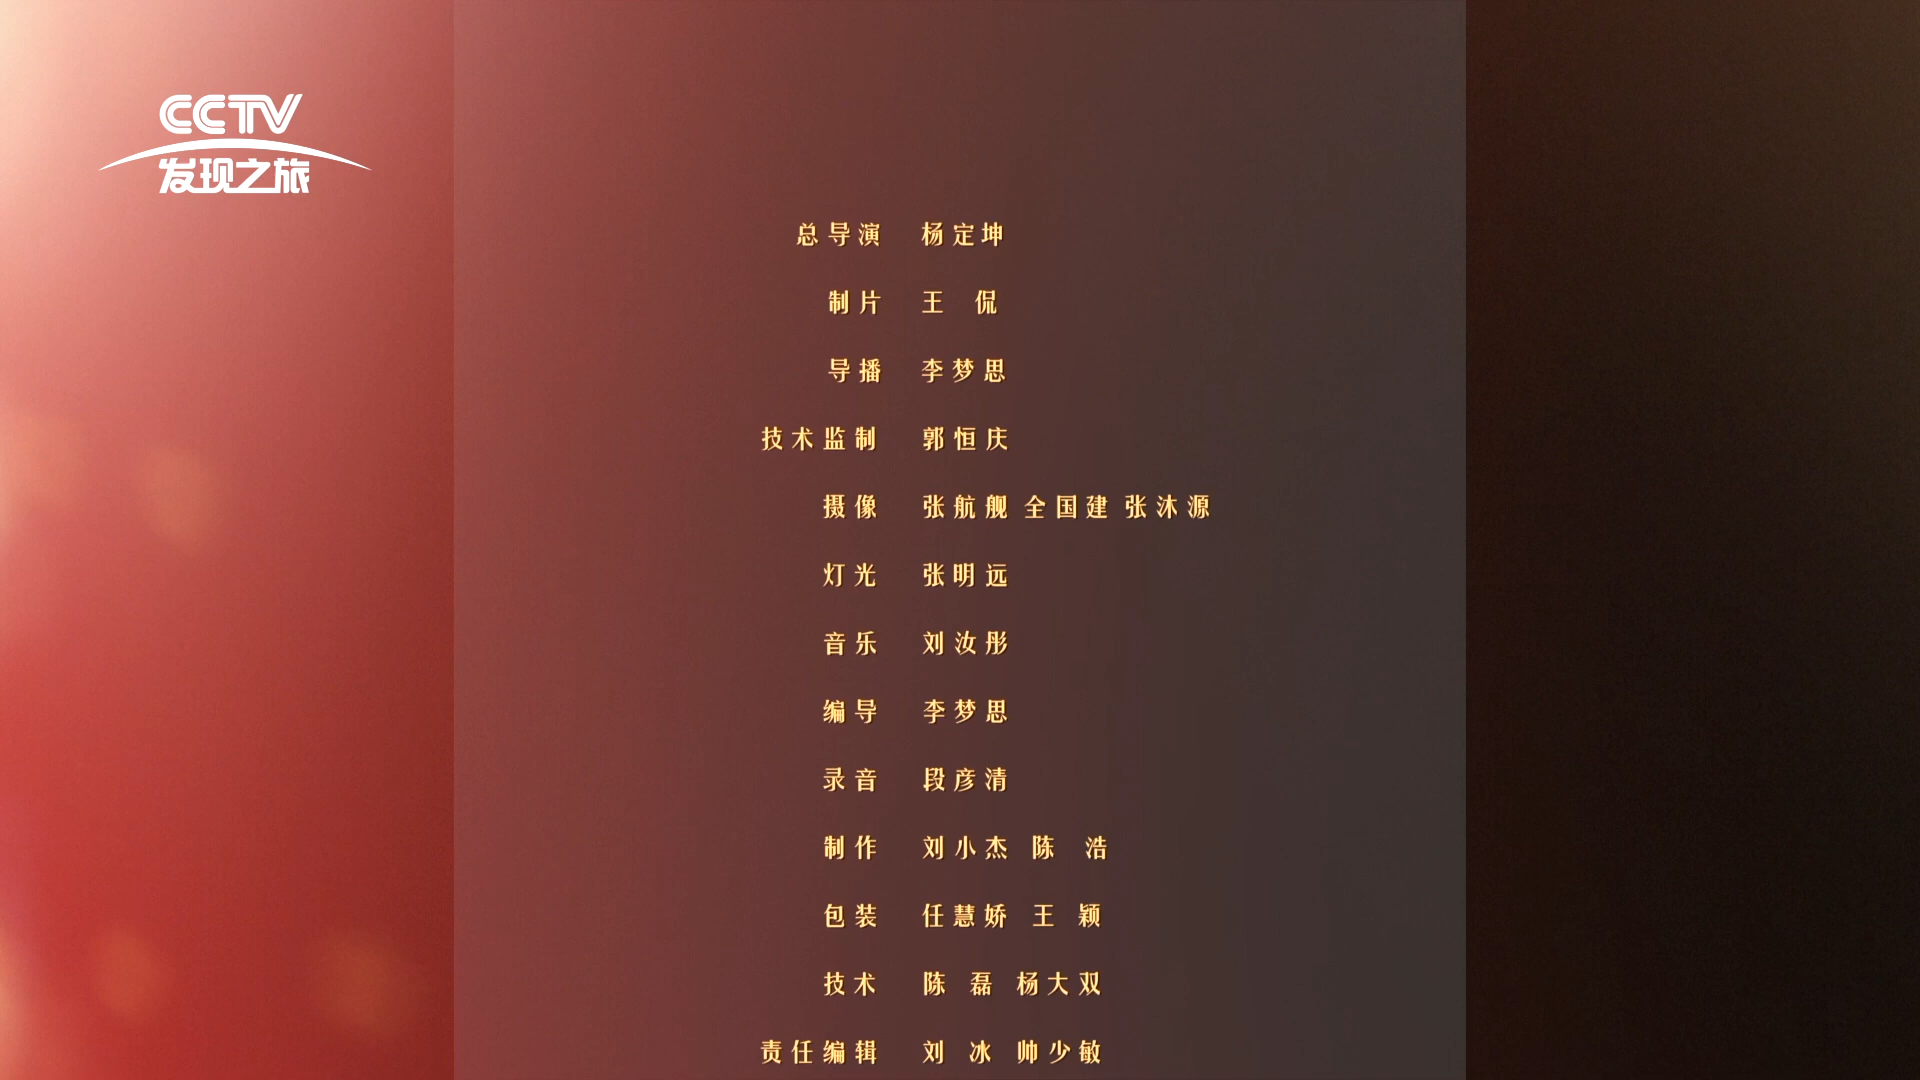 CCTV
发现之旅
总导演 杨定坤
制片 王 侃
导播 李梦思
技术监制 郭恒庆
摄像 张航舰 全国建 张沐源
灯光 张明远
音乐 刘汝彤
编导 李梦思
录音 段彦清
制作 刘小杰 陈 浩
包装 任慧娇 王 颖
技术 陈 磊 杨大双
责任编辑 刘 冰 帅少敏